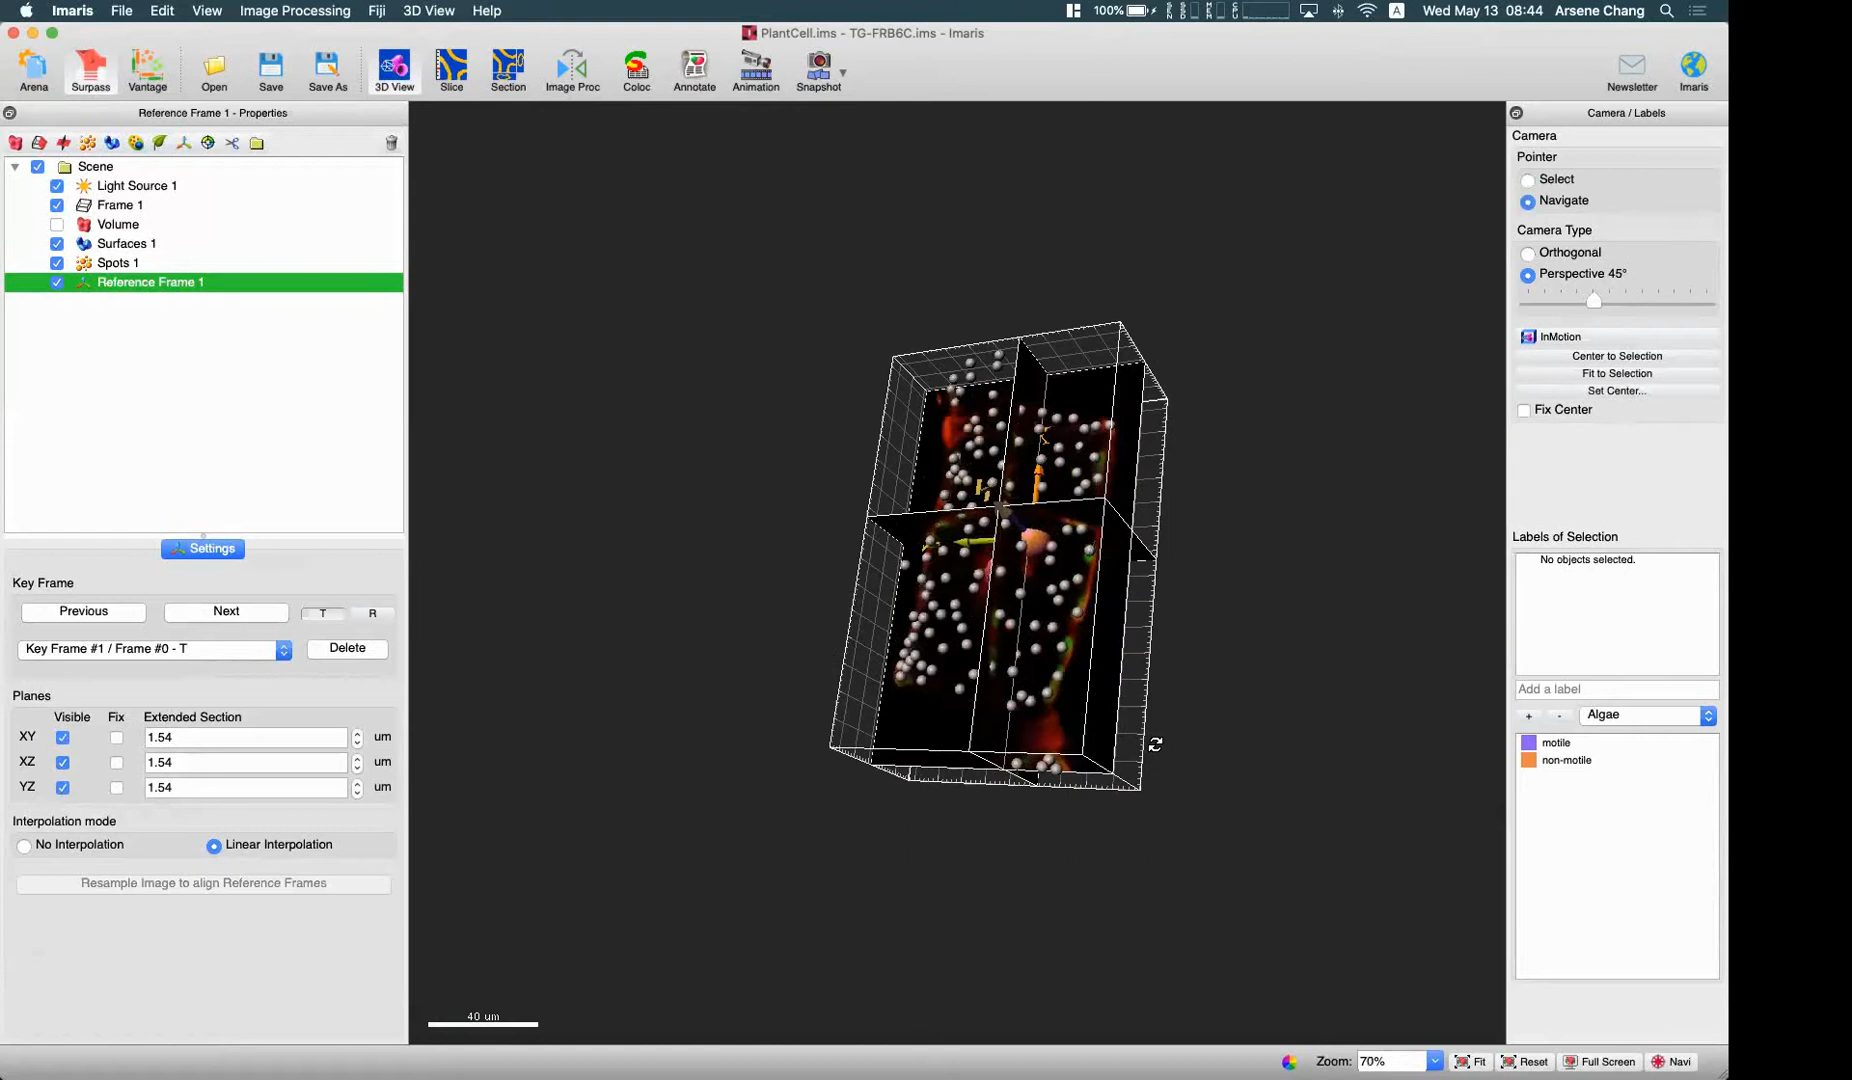 Imaris File Edit View Image Processing Fiji 3D View Help 100% Wed May 13 08:44 Arsene Chang
PlantCell.ims - TG-FRB6C.ims - Imaris
Arena Surpass Vantage Open Save Save As 3D View Slice Section Image Proc Coloc Annotate Animation Snapshot Newsletter Imaris
Reference Frame 1 - Properties
Scene
Light Source 1
Frame 1
Volume
Surfaces 1
Spots 1
Reference Frame 1
Settings
Key Frame
Previous Next T R
Key Frame #1 / Frame #0 - T Delete
Planes
Visible Fix Extended Section
XY 1.54 um
XZ 1.54 um
YZ 1.54 um
Interpolation mode
No Interpolation Linear Interpolation
Resample Image to align Reference Frames
40 um
Camera / Labels
Camera
Pointer
Select
Navigate
Camera Type
Orthogonal
Perspective 45°
InMotion
Center to Selection
Fit to Selection
Set Center...
Fix Center
Labels of Selection
No objects selected.
Add a label
+ - Algae
motile
non-motile
Zoom: 70% Fit Reset Full Screen Navi